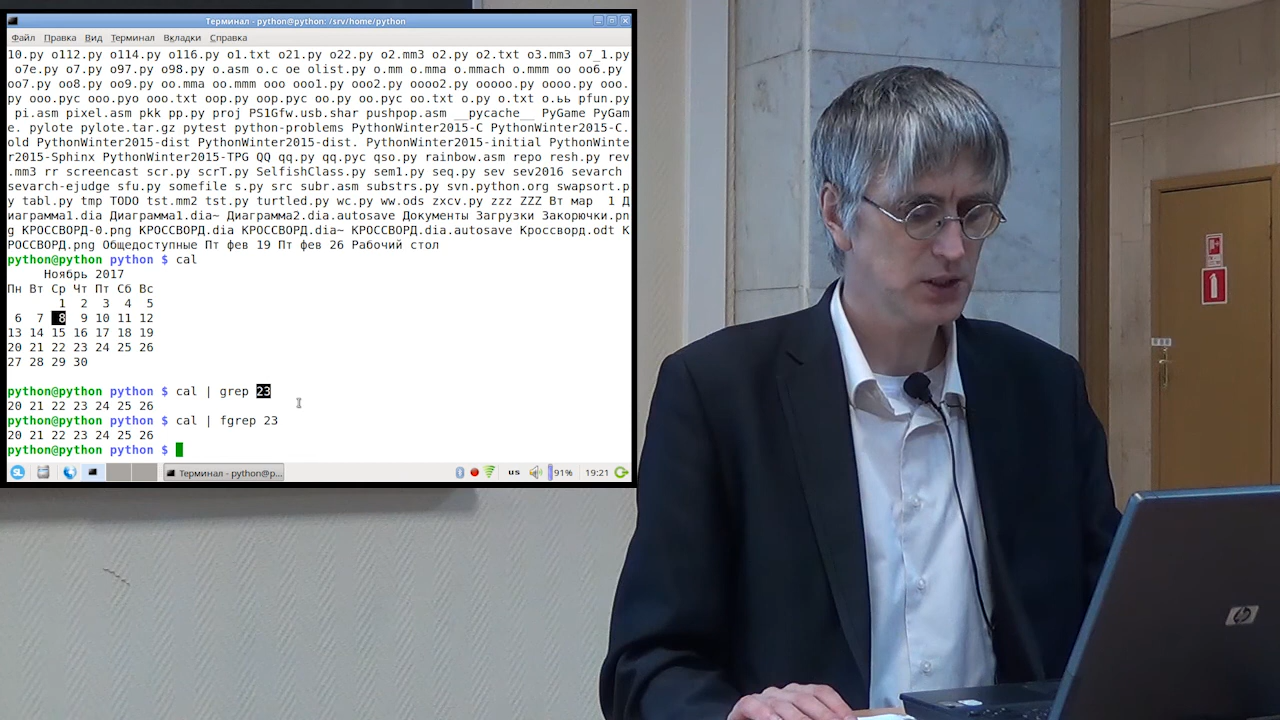 Терминал - python@python: /srv/home/python
Файл Правка Вид Терминал Вкладки Справка
10.py o112.py o114.py o116.py o1.txt o21.py o22.py o2.mm3 o2.py o2.txt o3.mm3 o7_1.py
o7e.py o7.py o97.py o98.py o.asm o.c oe olist.py o.mm o.mma o.mmach o.mmm oo oo6.py
oo7.py oo8.py oo9.py oo.mma oo.mmm ooo ooo1.py ooo2.py oooo2.py ooooo.py oooo.py ooo.
py ooo.pyc ooo.pyo ooo.txt oop.py oop.pyc oo.py oo.pyc oo.txt o.py o.txt o.ьь pfun.py
pi.asm pixel.asm pkk pp.py proj PS1Gfw.usb.shar pushpop.asm __pycache__ PyGame PyGam
e. pylote pylote.tar.gz pytest python-problems PythonWinter2015-C PythonWinter2015-C.
old PythonWinter2015-dist PythonWinter2015-dist. PythonWinter2015-initial PythonWinte
r2015-Sphinx PythonWinter2015-TPG QQ qq.py qq.pyc qso.py rainbow.asm repo resh.py rev
.mm3 rr screencast scr.py scrT.py SelfishClass.py sem1.py seq.py sev sev2016 sevarch
sevarch-ejudge sfu.py somefile s.py src subr.asm substrs.py svn.python.org swapsort.p
y tabl.py tmp TODO tst.mm2 tst.py turtled.py wc.py ww.ods zxcv.py zzz ZZZ Вт мар  1 Д
иаграмма1.dia Диаграмма1.dia~ Диаграмма2.dia.autosave Документы Загрузки Закорючки.pn
g КРОССВОРД-0.png КРОССВОРД.dia КРОССВОРД.dia~ КРОССВОРД.dia.autosave Кроссворд.odt К
РОССВОРД.png Общедоступные Пт фев 19 Пт фев 26 Рабочий стол
python@python python $ cal
Ноябрь 2017
Пн Вт Ср Чт Пт Сб Вс
1 2 3 4 5
6 7 8 9 10 11 12
13 14 15 16 17 18 19
20 21 22 23 24 25 26
27 28 29 30
python@python python $ cal | grep 23
20 21 22 23 24 25 26
python@python python $ cal | fgrep 23
20 21 22 23 24 25 26
python@python python $
Терминал - python@p...
us
91%
19:21
hp